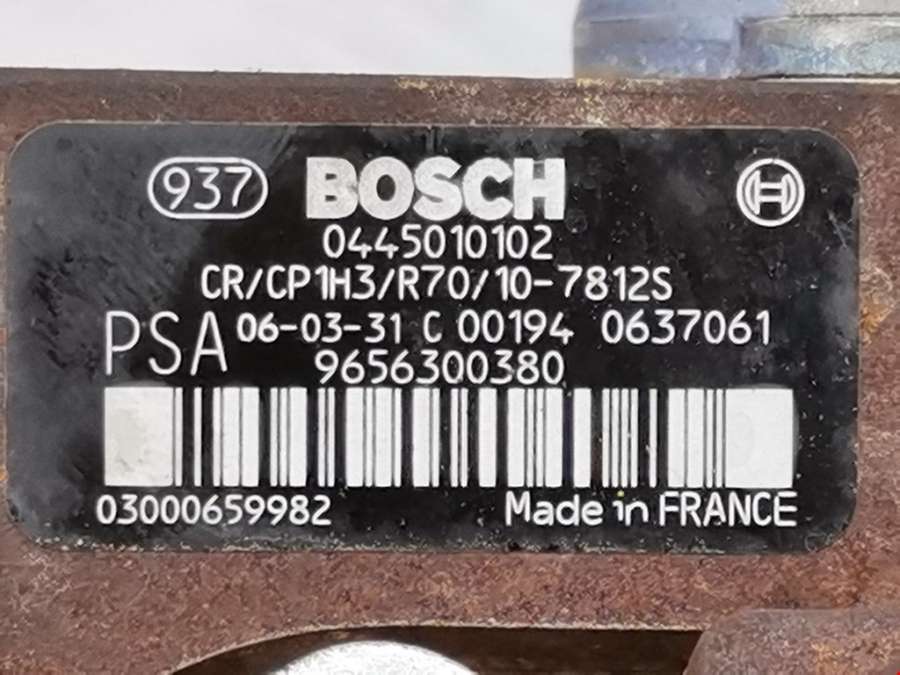 937 BOSCH
0445010102
CR/CP1H3/R70/10-7812S
PSA 06-03-31 C 00194 0637061
9656300380
03000659982 Made in FRANCE